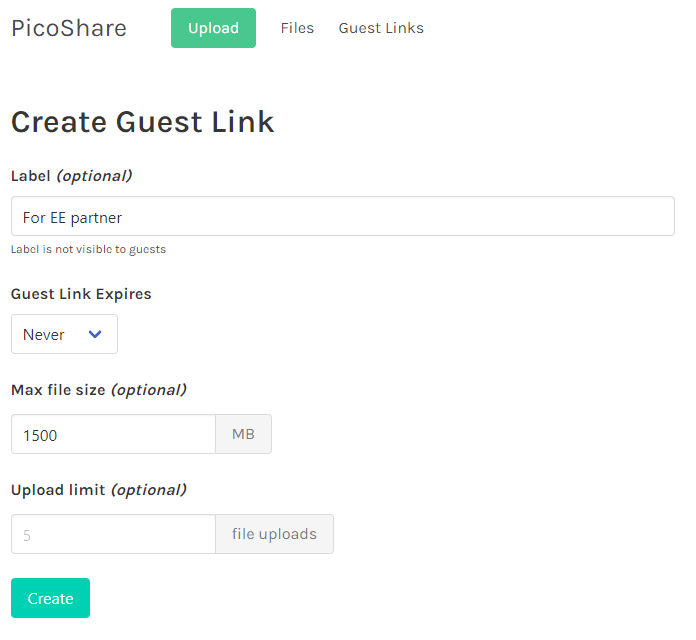 PicoShare Upload Files Guest Links
Create Guest Link
Label (optional)
For EE partner
Label is not visible to guests
Guest Link Expires
Never
Max file size (optional)
1500 MB
Upload limit (optional)
5 file uploads
Create